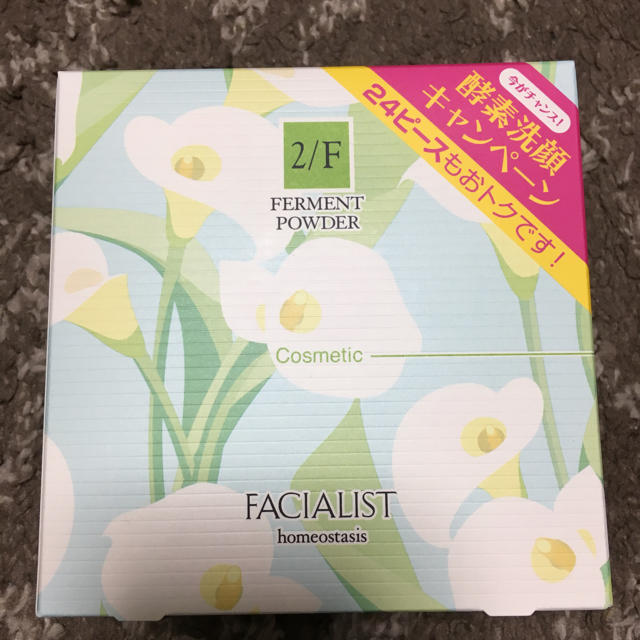 今がチャンス!
酵素洗顔
キャンペーン
24ピースもおトクです!
2/F
FERMENT
POWDER
Cosmetic
FACIALIST
homeostasis